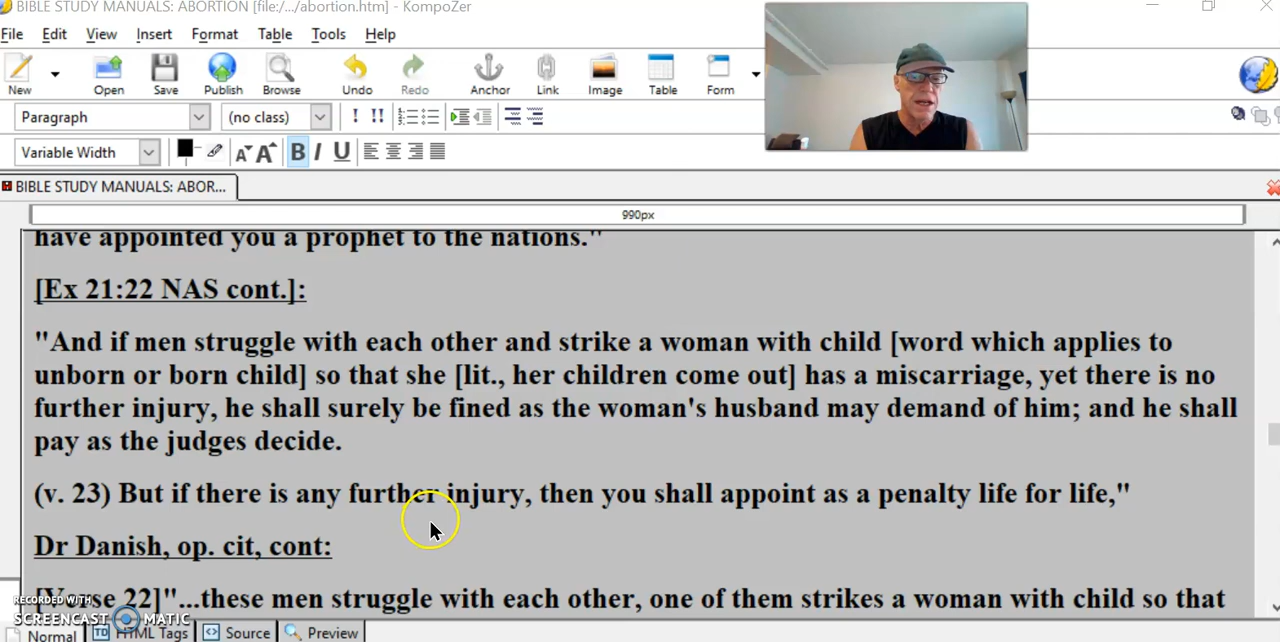 BIBLE STUDY MANUALS: ABORTION [file:/.../abortion.htm] - KompoZer
File Edit View Insert Format Table Tools Help
New Open Save Publish Browse Undo Redo Anchor Link Image Table Form
Paragraph (no class) ! !!
Variable Width A A B I U
BIBLE STUDY MANUALS: ABOR...
990px
have appointed you a prophet to the nations."
[Ex 21:22 NAS cont.]:
"And if men struggle with each other and strike a woman with child [word which applies to
unborn or born child] so that she [lit., her children come out] has a miscarriage, yet there is no
further injury, he shall surely be fined as the woman's husband may demand of him; and he shall
pay as the judges decide.
(v. 23) But if there is any further injury, then you shall appoint as a penalty life for life,"
Dr Danish, op. cit, cont:
[Verse 22]"...these men struggle with each other, one of them strikes a woman with child so that
RECORDED WITH
SCREENCAST MATIC
Normal TD HTML Tags <> Source Preview